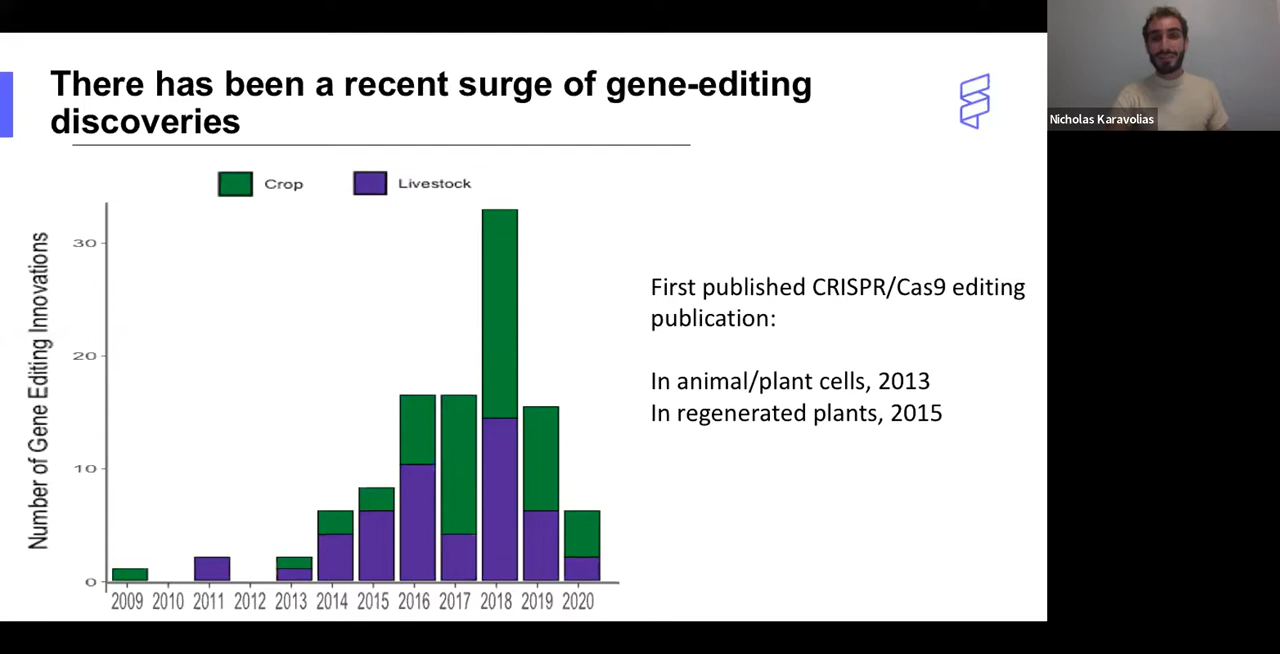 There has been a recent surge of gene-editing
discoveries
Nicholas Karavolias
Crop
Livestock
Number of Gene Editing Innovations
30
20
10
0
2009 2010 2011 2012 2013 2014 2015 2016 2017 2018 2019 2020
First published CRISPR/Cas9 editing
publication:
In animal/plant cells, 2013
In regenerated plants, 2015